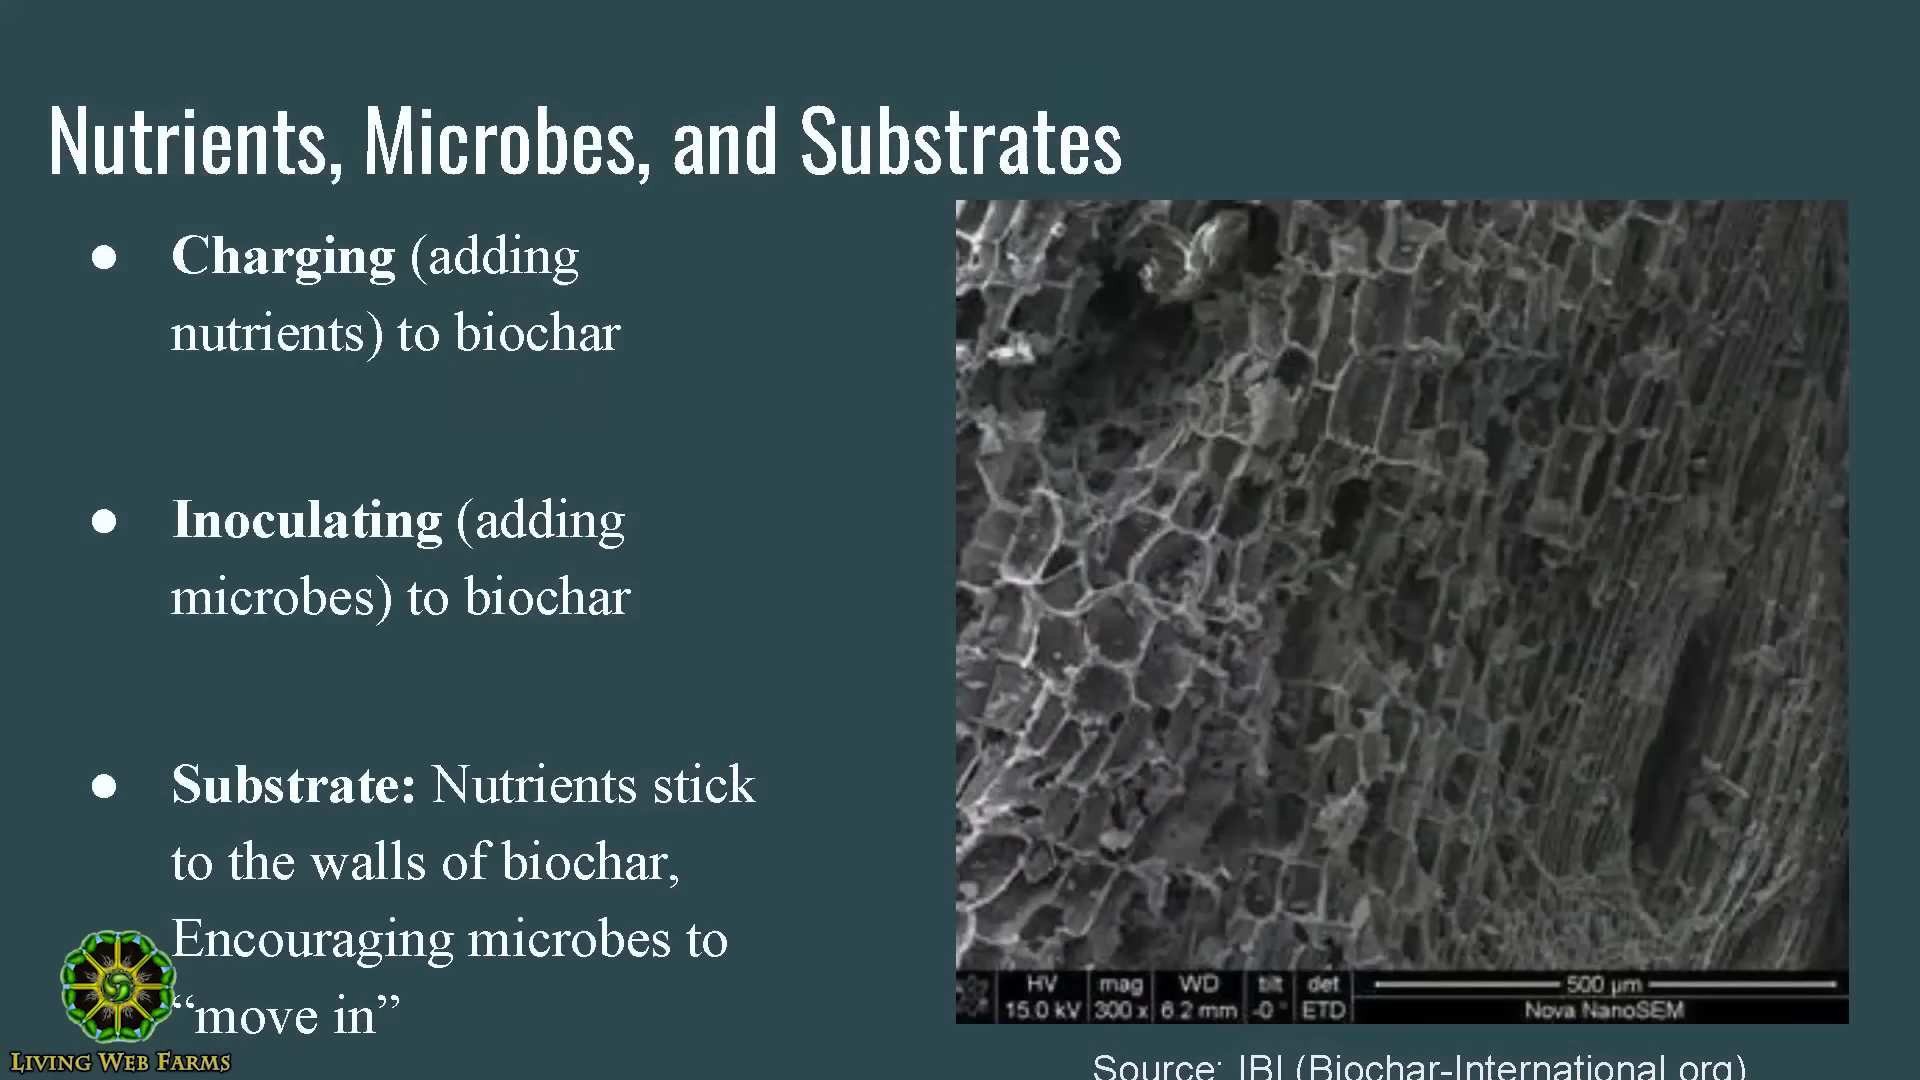 Nutrients, Microbes, and Substrates
● Charging (adding
nutrients) to biochar
● Inoculating (adding
microbes) to biochar
● Substrate: Nutrients stick
to the walls of biochar,
Encouraging microbes to
“move in”
HV mag WD tilt det 500 µm
15.0 kV 300 x 6.2 mm -0 ° ETD Nova NanoSEM
Source: IBI (Biochar-International.org)
LIVING WEB FARMS